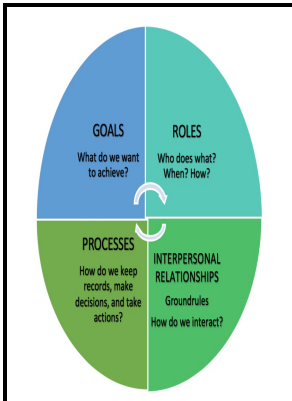 GOALS
What do we want
to achieve?
ROLES
Who does what?
When? How?
PROCESSES
How do we keep
records, make
decisions, and take
actions?
INTERPERSONAL
RELATIONSHIPS
Groundrules
How do we interact?